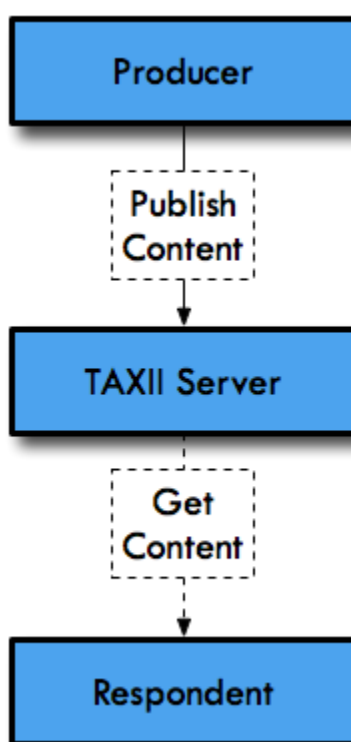 Producer
Publish
Content
TAXII Server
Get
Content
Respondent